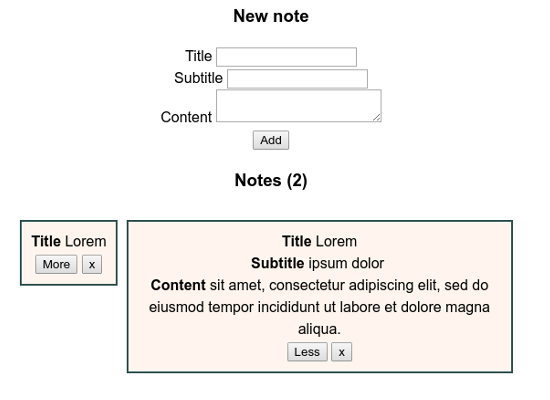 New note
Title
Subtitle
Content
Add
Notes (2)
Title Lorem
More x
Title Lorem
Subtitle ipsum dolor
Content sit amet, consectetur adipiscing elit, sed do
eiusmod tempor incididunt ut labore et dolore magna
aliqua.
Less x